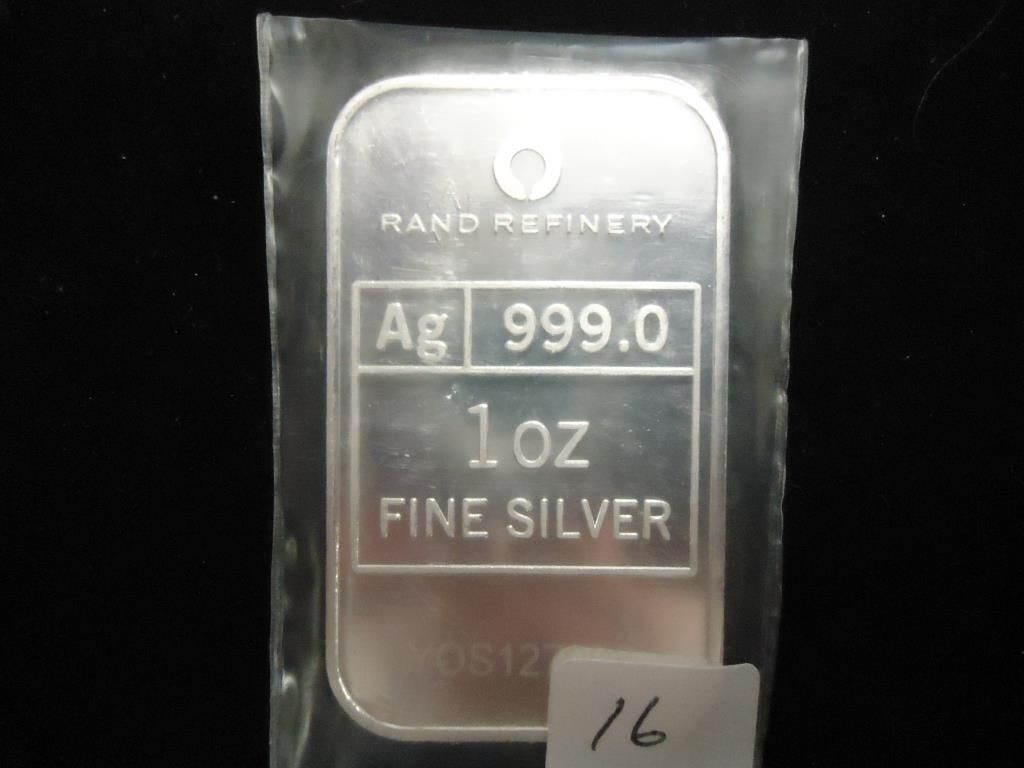 RAND REFINERY
Ag 999.0
1 OZ
FINE SILVER
16